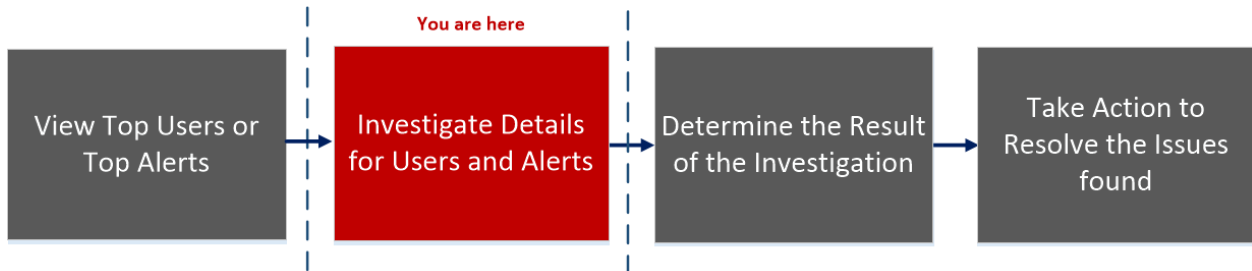 You are here
View Top Users or
Top Alerts
Investigate Details
for Users and Alerts
Determine the Result
of the Investigation
Take Action to
Resolve the Issues
found